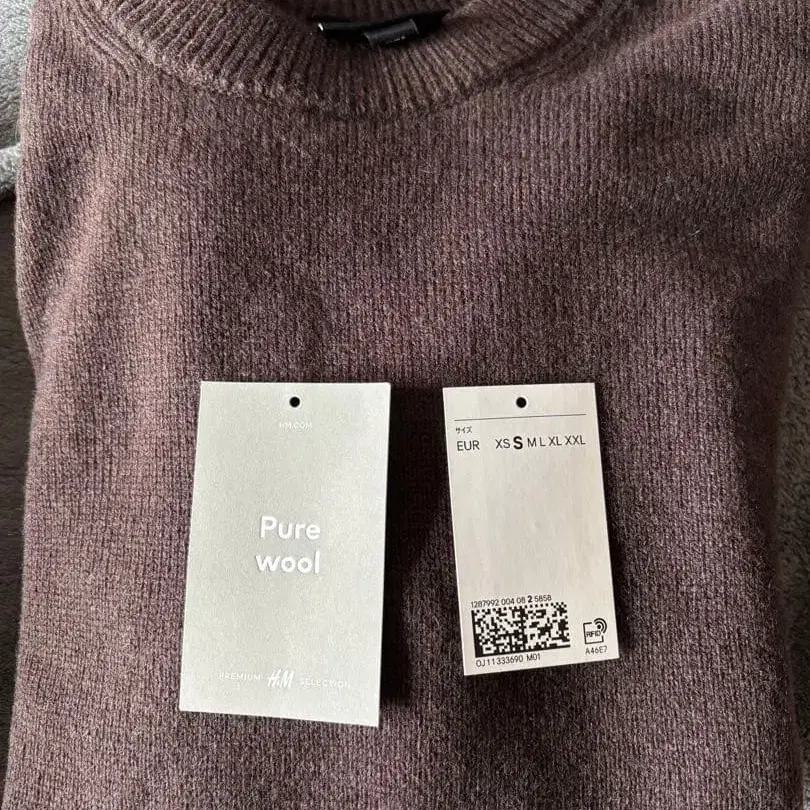 HM.COM
Pure
wool
PREMIUM H&M SELECTION
サイズ
EUR XS S M L XL XXL
1287992 004 08 2 5858
OJ11333690 M01
RFID
A46E7